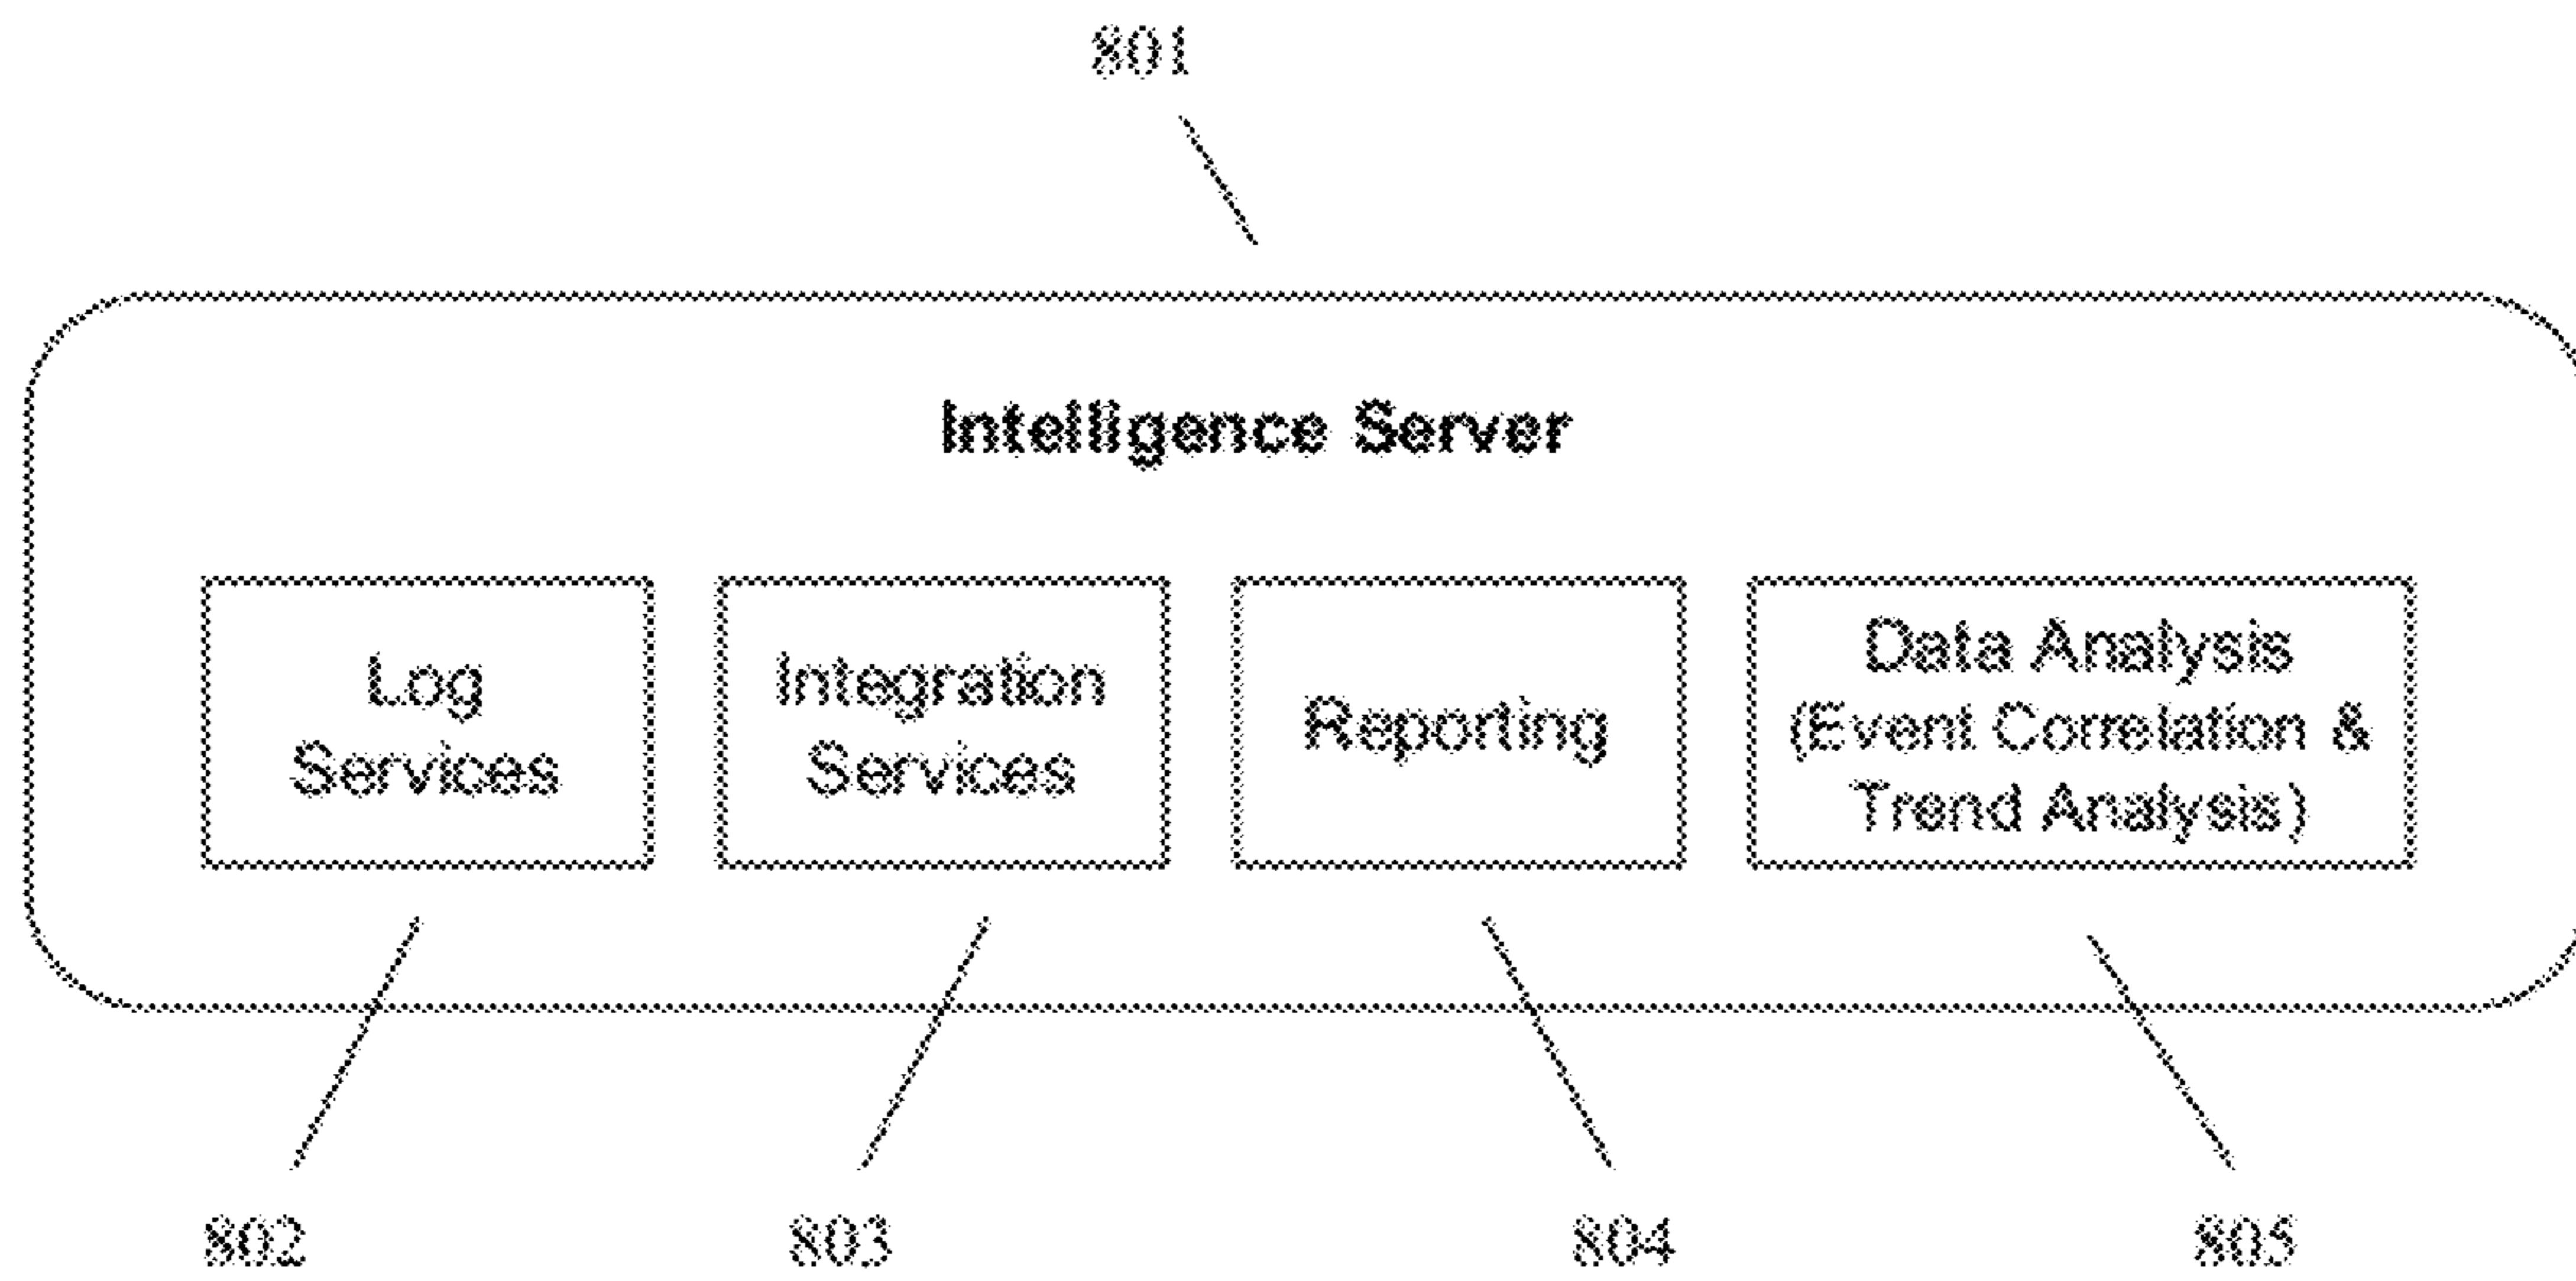 801
Intelligence Server
Log
Services
Integration
Services
Reporting
Data Analysis
(Event Correlation &
Trend Analysis)
802
803
804
805